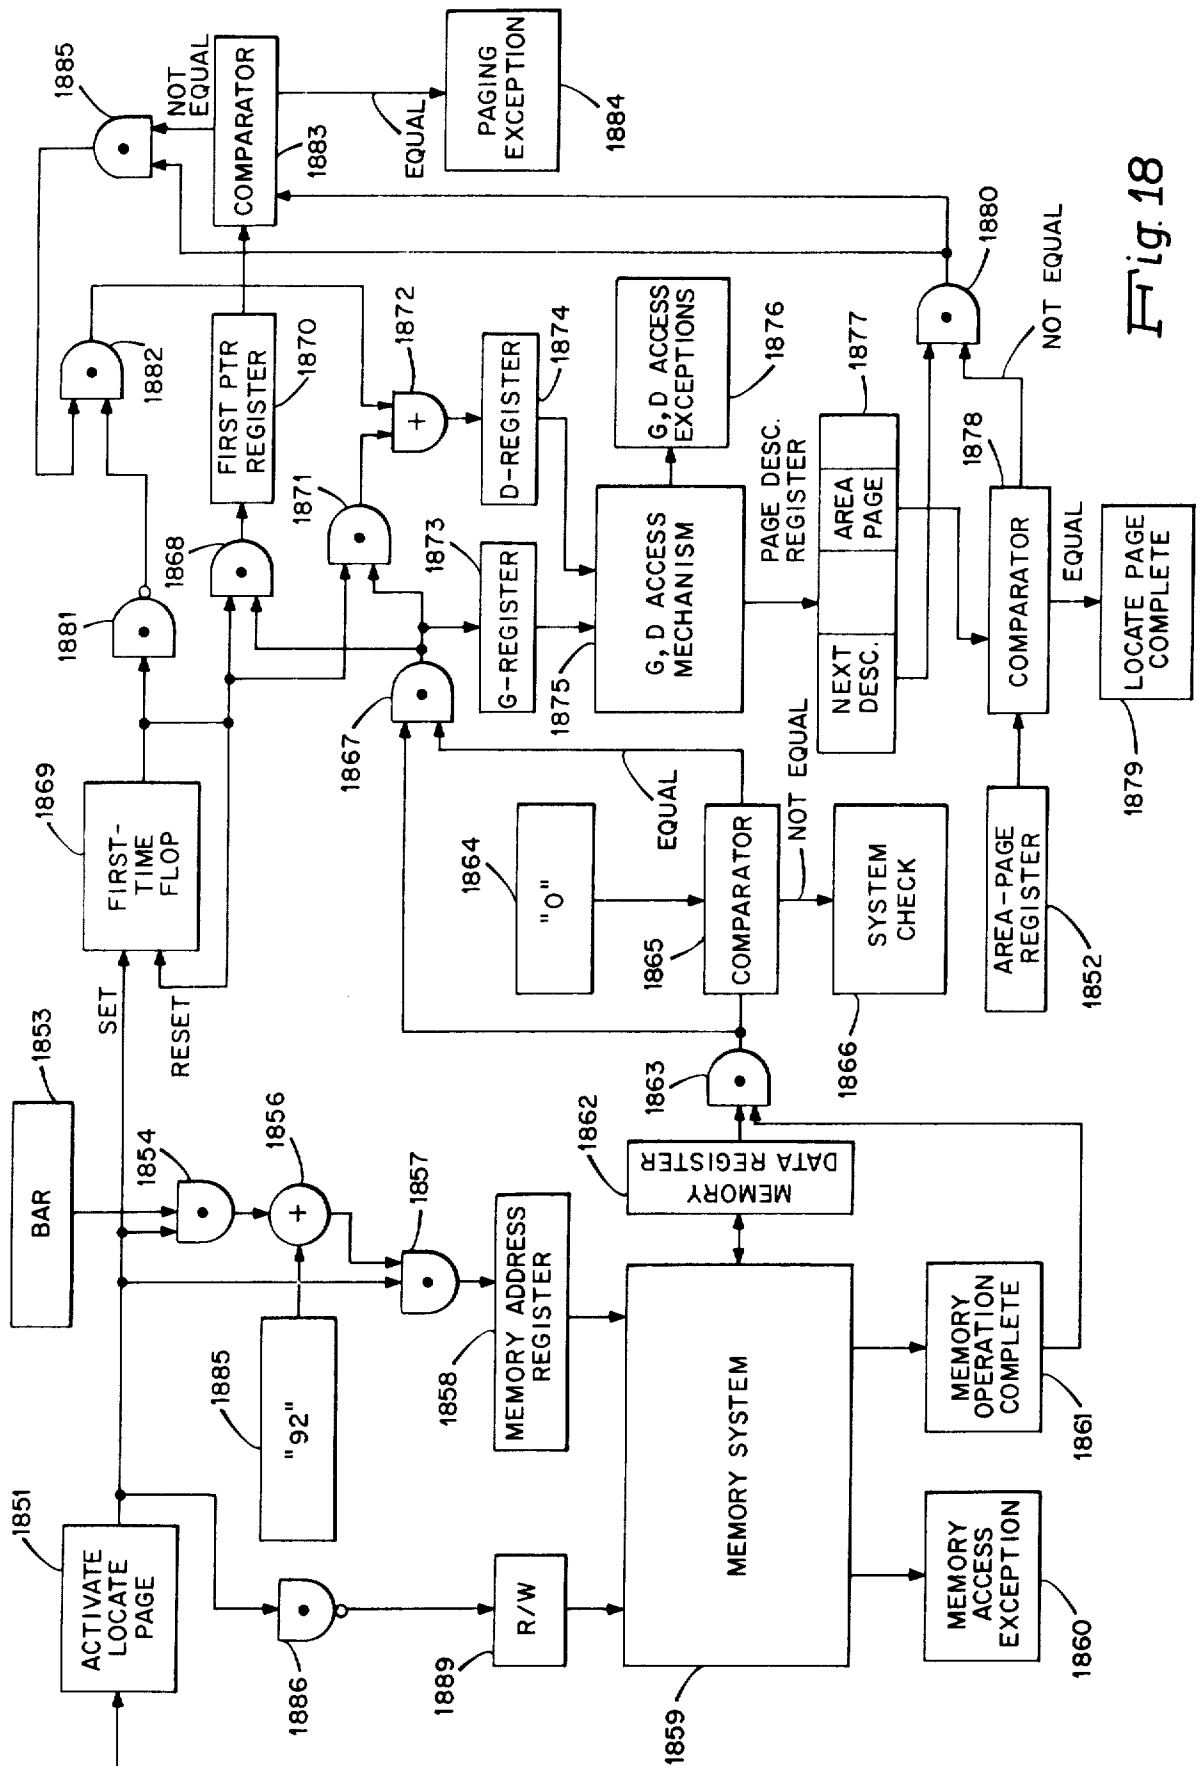 1851
ACTIVATE
LOCATE
PAGE
BAR
1853
SET
RESET
1869
FIRST-
TIME
FLOP
1881
1882
1885
NOT
EQUAL
1854
1856
1857
1885
"92"
1886
1889
R/W
1858
MEMORY ADDRESS
REGISTER
1859
MEMORY SYSTEM
1860
MEMORY
ACCESS
EXCEPTION
1861
MEMORY
OPERATION
COMPLETE
1862
MEMORY
DATA REGISTER
1863
1864
"0"
1865
COMPARATOR
EQUAL
NOT EQUAL
1866
SYSTEM
CHECK
1867
1868
1870
FIRST PTR
REGISTER
1871
1872
1873
G-REGISTER
1874
D-REGISTER
1875
G,D ACCESS
MECHANISM
1876
G,D ACCESS
EXCEPTIONS
PAGE DESC.
REGISTER
1877
NEXT
DESC.
AREA
PAGE
1878
COMPARATOR
EQUAL
NOT EQUAL
1852
AREA-PAGE
REGISTER
1879
LOCATE PAGE
COMPLETE
1880
1883
COMPARATOR
EQUAL
1884
PAGING
EXCEPTION
Fig. 18